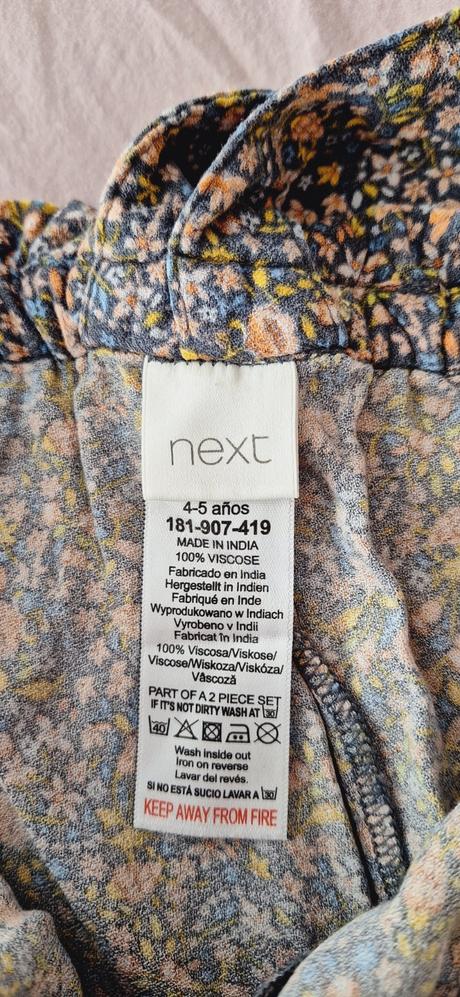 next
4-5 años
181-907-419
MADE IN INDIA
100% VISCOSE
Fabricado en India
Hergestellt in Indien
Fabriqué en Inde
Wyprodukowano w Indiach
Vyrobeno v Indii
Fabricat în India
100% Viscosa/Viskose/
Viscose/Wiskoza/Viskóza/
Vâscoză
PART OF A 2 PIECE SET
IF IT'S NOT DIRTY WASH AT 30
40
Wash inside out
Iron on reverse
Lavar del revés.
SI NO ESTÁ SUCIO LAVAR A 30
KEEP AWAY FROM FIRE